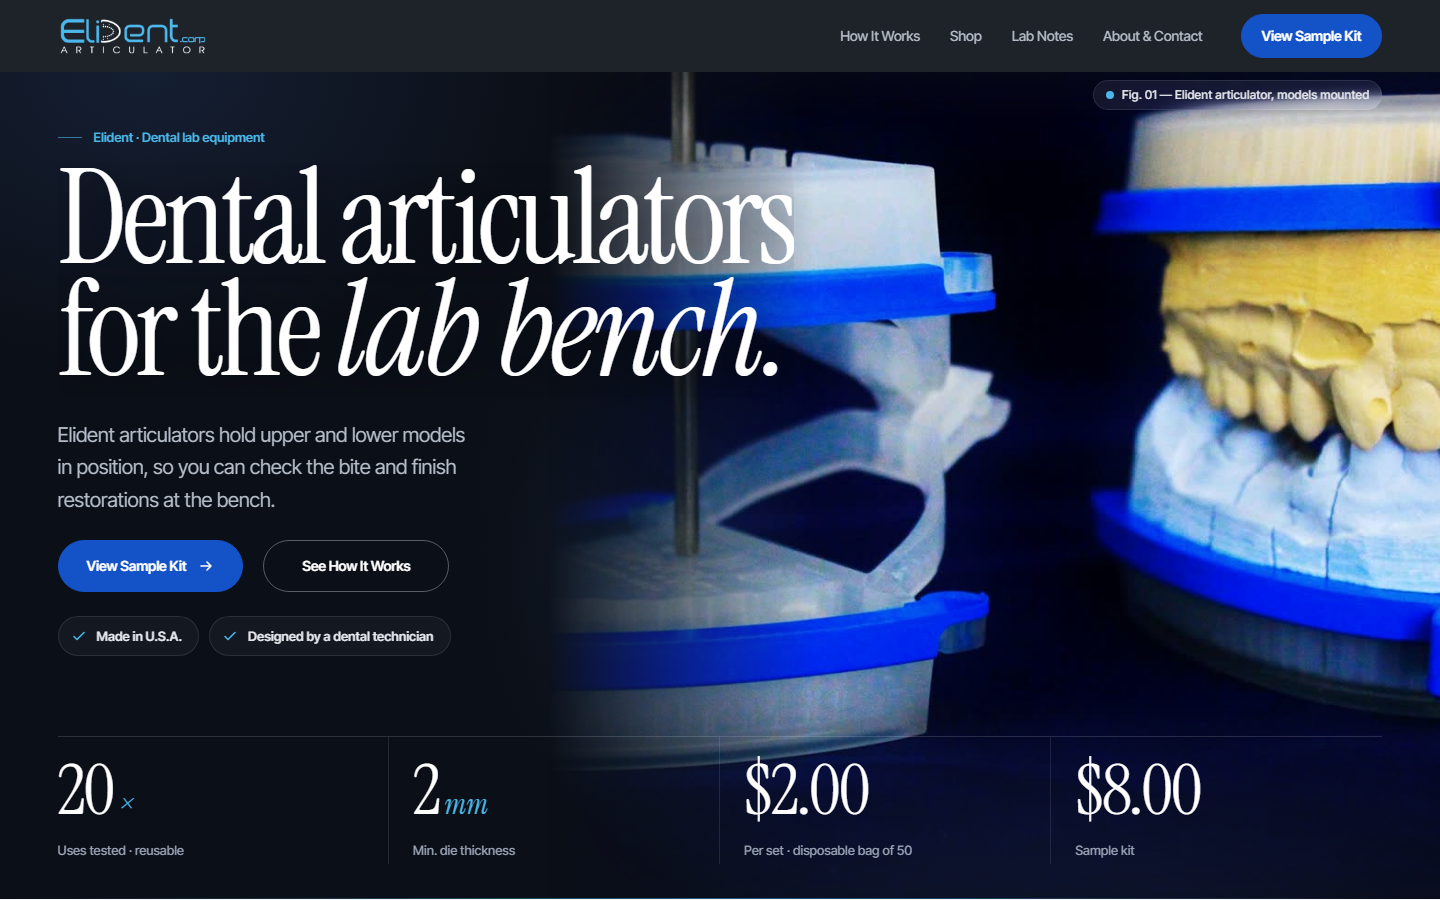 EliDent.corp
ARTICULATOR
How It Works
Shop
Lab Notes
About & Contact
View Sample Kit
Fig. 01 — Elident articulator, models mounted
Elident · Dental lab equipment
Dental articulators
for the lab bench.
Elident articulators hold upper and lower models
in position, so you can check the bite and finish
restorations at the bench.
View Sample Kit →
See How It Works
Made in U.S.A.
Designed by a dental technician
20 ×
Uses tested · reusable
2 mm
Min. die thickness
$2.00
Per set · disposable bag of 50
$8.00
Sample kit